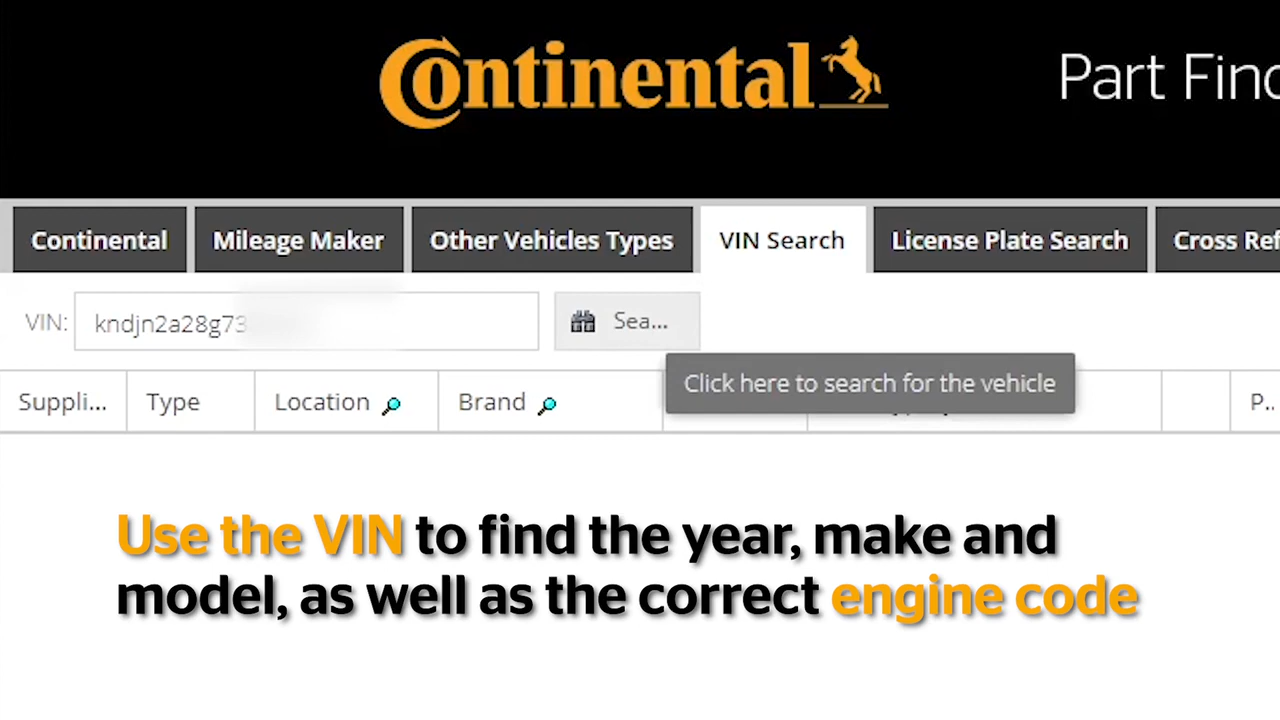 Continental
Part Find
Continental
Mileage Maker
Other Vehicles Types
VIN Search
License Plate Search
Cross Ref
VIN:
kndjn2a28g73
Sea...
Click here to search for the vehicle
Suppli...
Type
Location
Brand
P...
Use the VIN to find the year, make and
model, as well as the correct engine code